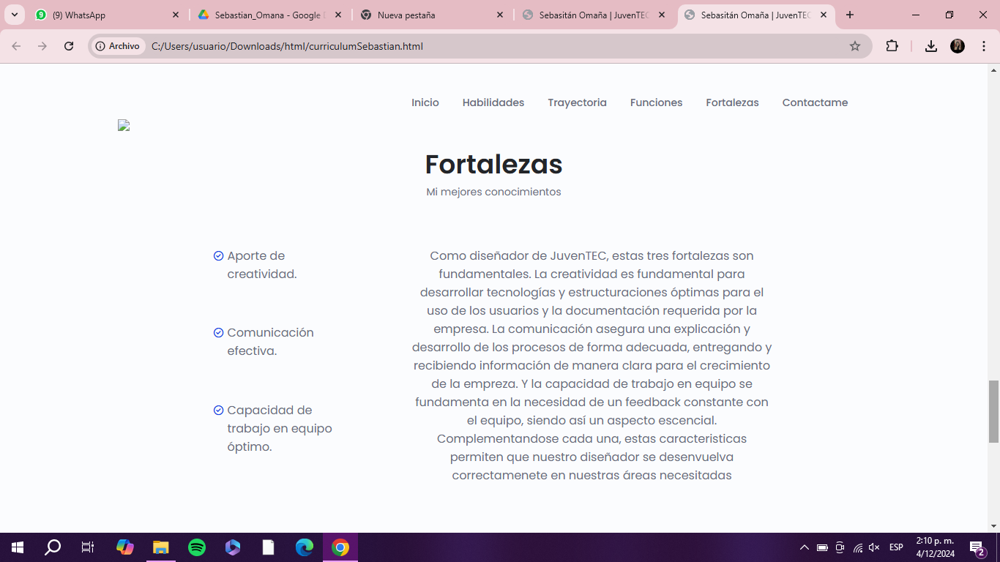 (9) WhatsApp
Sebastian_Omana - Google
Nueva pestaña
Sebasitán Omaña | JuvenTEC
Sebasitán Omaña | JuvenTEC
Archivo
C:/Users/usuario/Downloads/html/curriculumSebastian.html
Inicio Habilidades Trayectoria Funciones Fortalezas Contactame
Fortalezas
Mi mejores conocimientos
Aporte de
creatividad.
Comunicación
efectiva.
Capacidad de
trabajo en equipo
óptimo.
Como diseñador de JuvenTEC, estas tres fortalezas son
fundamentales. La creatividad es fundamental para
desarrollar tecnologías y estructuraciones óptimas para el
uso de los usuarios y la documentación requerida por la
empresa. La comunicación asegura una explicación y
desarrollo de los procesos de forma adecuada, entregando y
recibiendo información de manera clara para el crecimiento
de la empreza. Y la capacidad de trabajo en equipo se
fundamenta en la necesidad de un feedback constante con
el equipo, siendo así un aspecto escencial.
Complementandose cada una, estas caracteristicas
permiten que nuestro diseñador se desenvuelva
correctamenete en nuestras áreas necesitadas
ESP
2:10 p. m.
4/12/2024
2